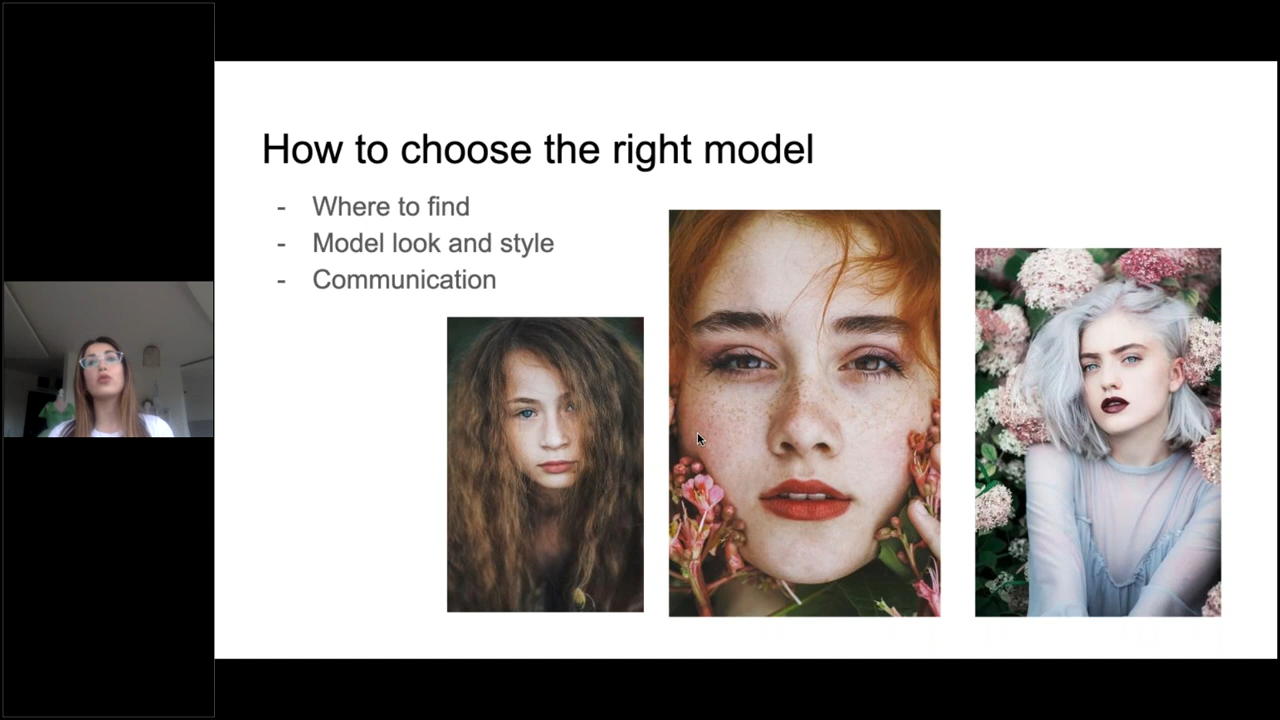 How to choose the right model
- Where to find
- Model look and style
- Communication